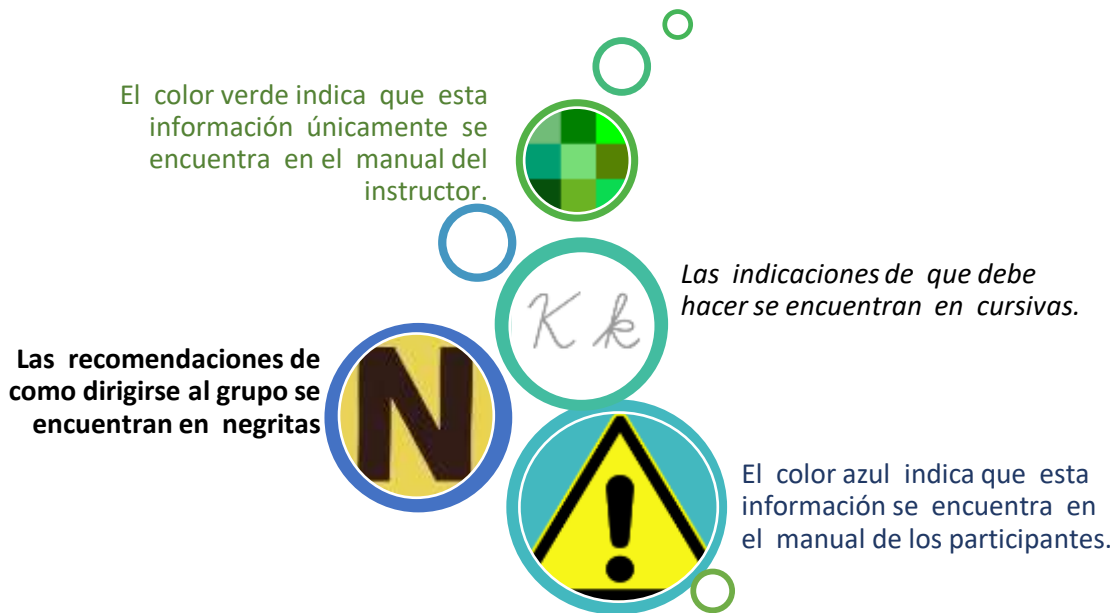 El color verde indica que esta
información únicamente se
encuentra en el manual del
instructor.
Las indicaciones de que debe
hacer se encuentran en cursivas.
K k
Las recomendaciones de
como dirigirse al grupo se
encuentran en negritas
N
!
El color azul indica que esta
información se encuentra en
el manual de los participantes.